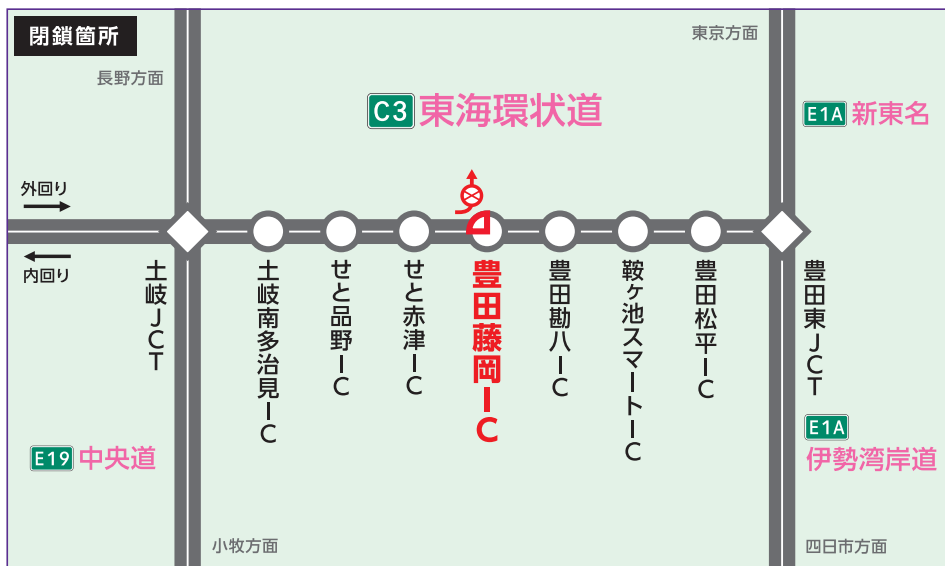 閉鎖箇所
東京方面
長野方面
C3 東海環状道
E1A 新東名
外回り
内回り
土岐JCT
土岐南多治見IC
せと品野IC
せと赤津IC
豊田藤岡IC
豊田勘八IC
鞍ヶ池スマートIC
豊田松平IC
豊田東JCT
E19 中央道
E1A
伊勢湾岸道
小牧方面
四日市方面